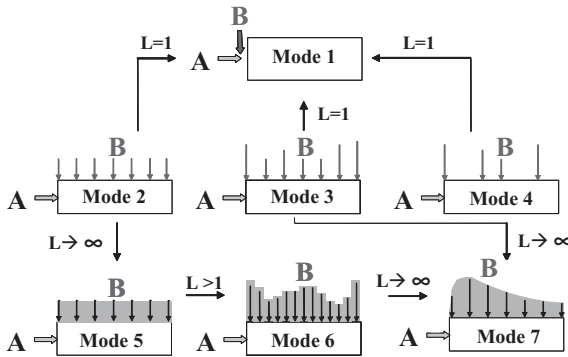 B
L=1
A
Mode 1
L=1
L=1
B
B
B
A
Mode 2
A
Mode 3
A
Mode 4
L→ ∞
L→ ∞
B
L >1
B
L→ ∞
B
A
Mode 5
A
Mode 6
A
Mode 7